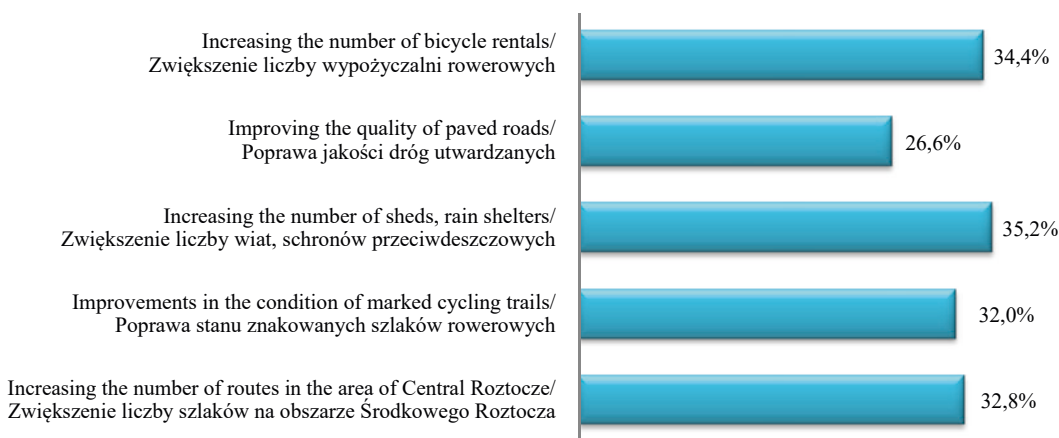 Increasing the number of bicycle rentals/
Zwiększenie liczby wypożyczalni rowerowych
34,4%
Improving the quality of paved roads/
Poprawa jakości dróg utwardzanych
26,6%
Increasing the number of sheds, rain shelters/
Zwiększenie liczby wiat, schronów przeciwdeszczowych
35,2%
Improvements in the condition of marked cycling trails/
Poprawa stanu znakowanych szlaków rowerowych
32,0%
Increasing the number of routes in the area of Central Roztocze/
Zwiększenie liczby szlaków na obszarze Środkowego Roztocza
32,8%